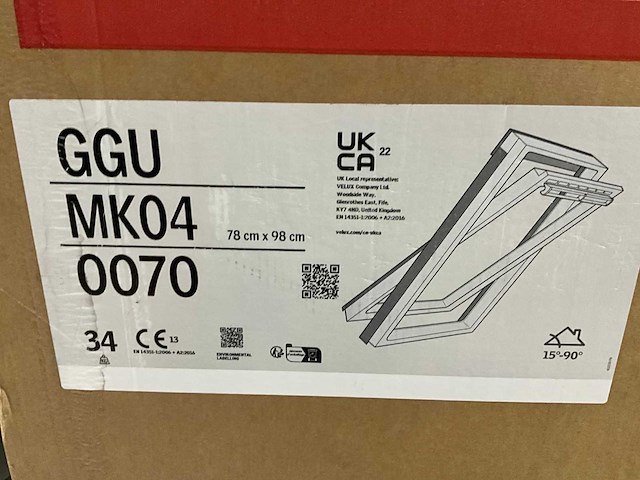 GGU
MK04 78 cm x 98 cm
0070
34 CE 13
EN 14351-1:2006 + A2:2016
ENVIRONMENTAL
LABELLING
UK
CA 22
UK Local representative:
VELUX Company Ltd.
Woodside Way,
Glenrothes East, Fife,
KY7 4ND, United Kingdom
EN 14351-1:2006 + A2:2016
velux.com/ce-ukca
15°-90°